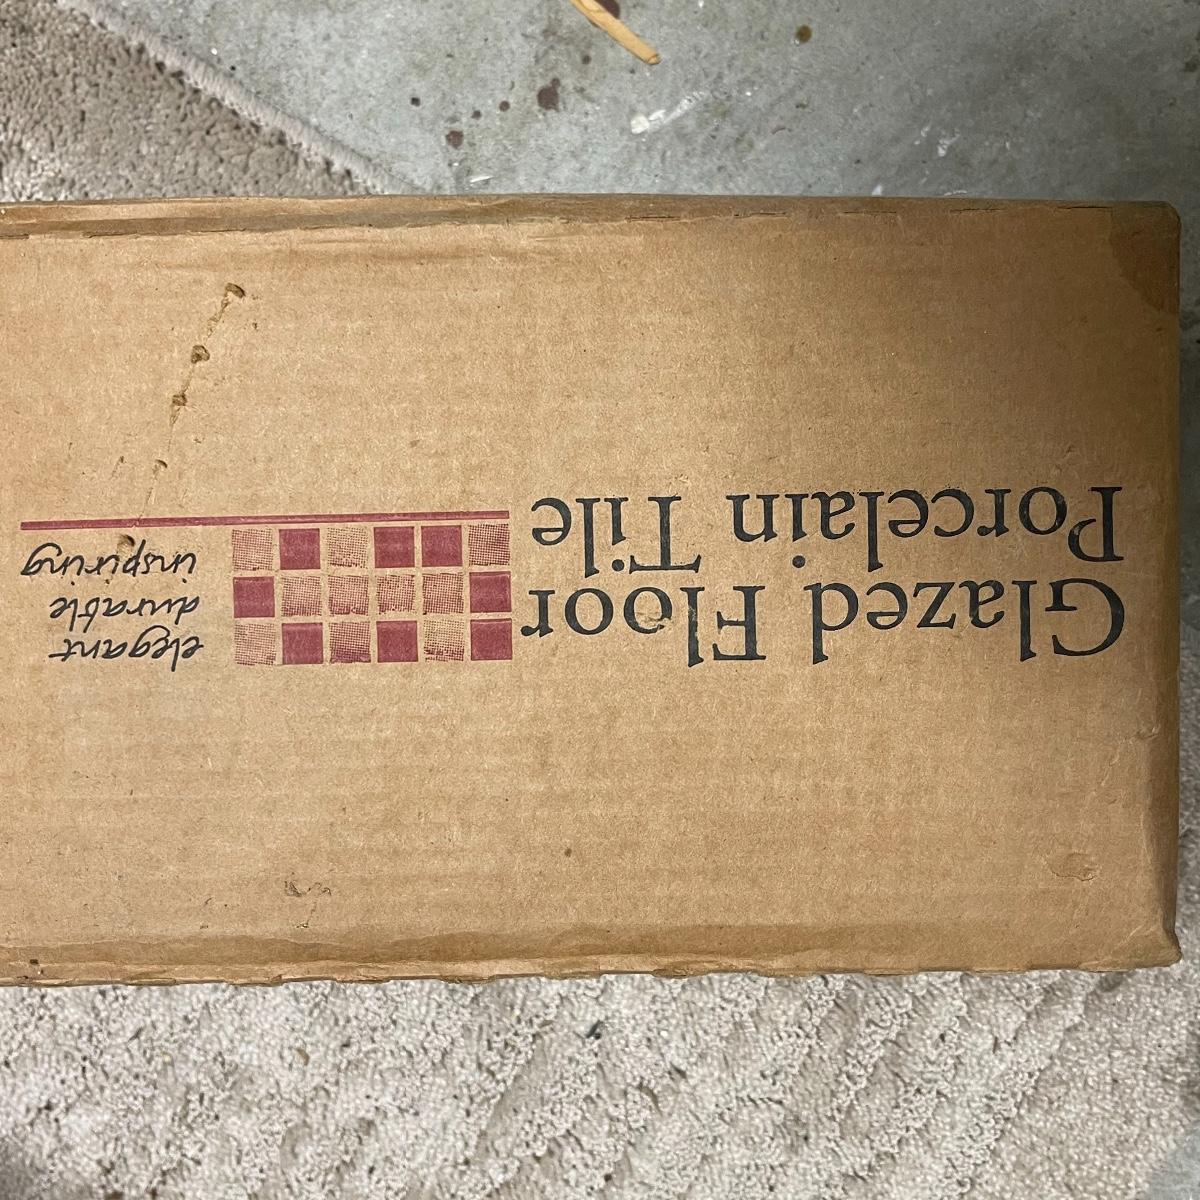 Glazed Floor
Porcelain Tile
elegant
durable
inspiring